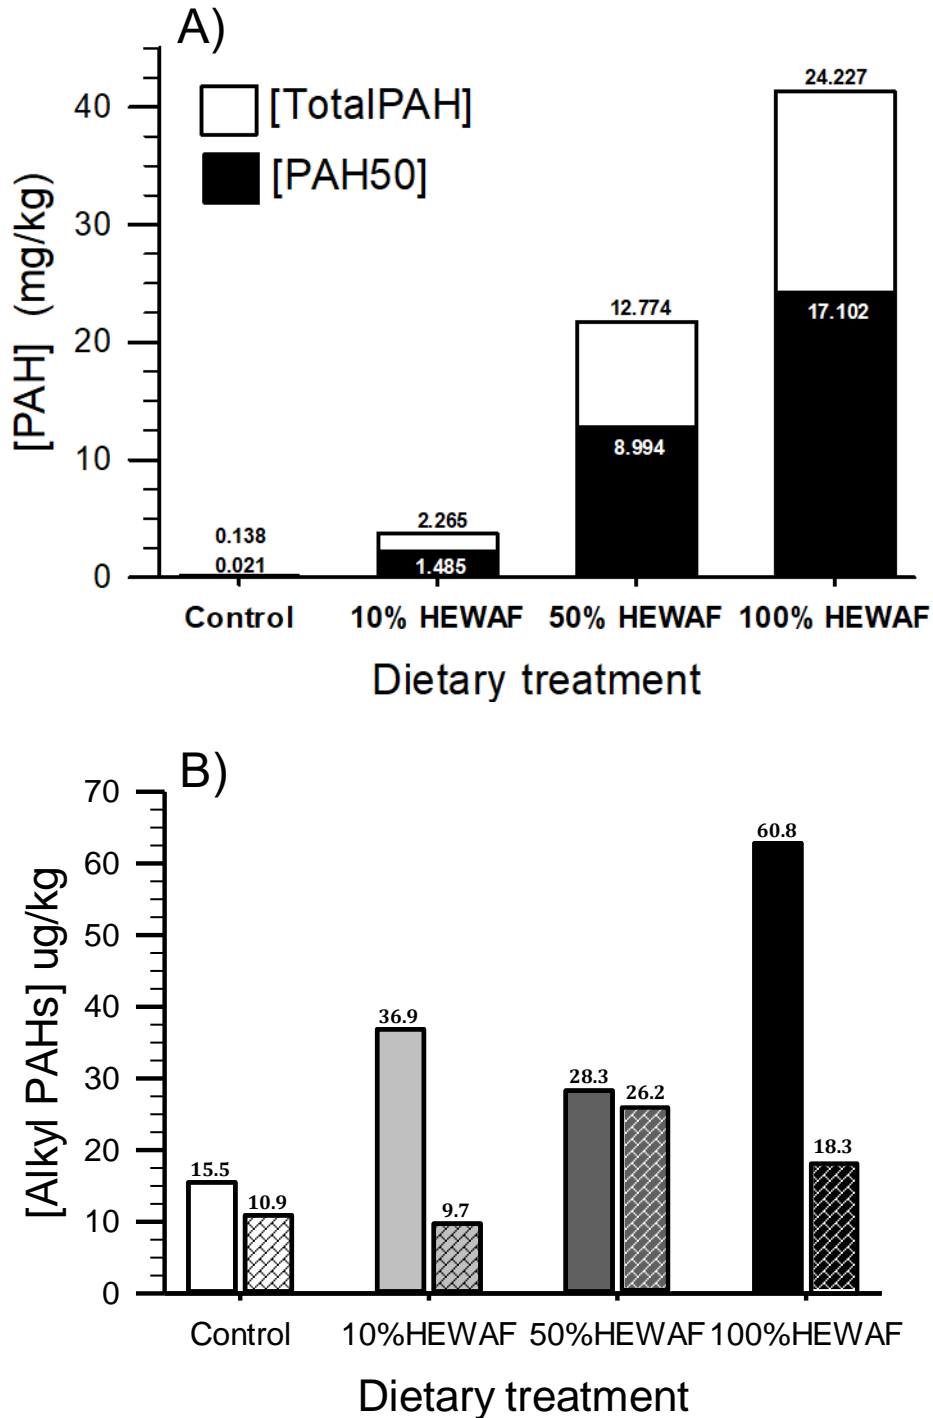 A)
[TotalPAH]
[PAH50]
[PAH] (mg/kg)
40
30
20
10
0
0.138
0.021
2.265
1.485
12.774
8.994
24.227
17.102
Control 10% HEWAF 50% HEWAF 100% HEWAF
Dietary treatment
B)
[Alkyl PAHs] ug/kg
70
60
50
40
30
20
10
0
15.5
10.9
36.9
9.7
28.3
26.2
60.8
18.3
Control 10%HEWAF 50%HEWAF 100%HEWAF
Dietary treatment